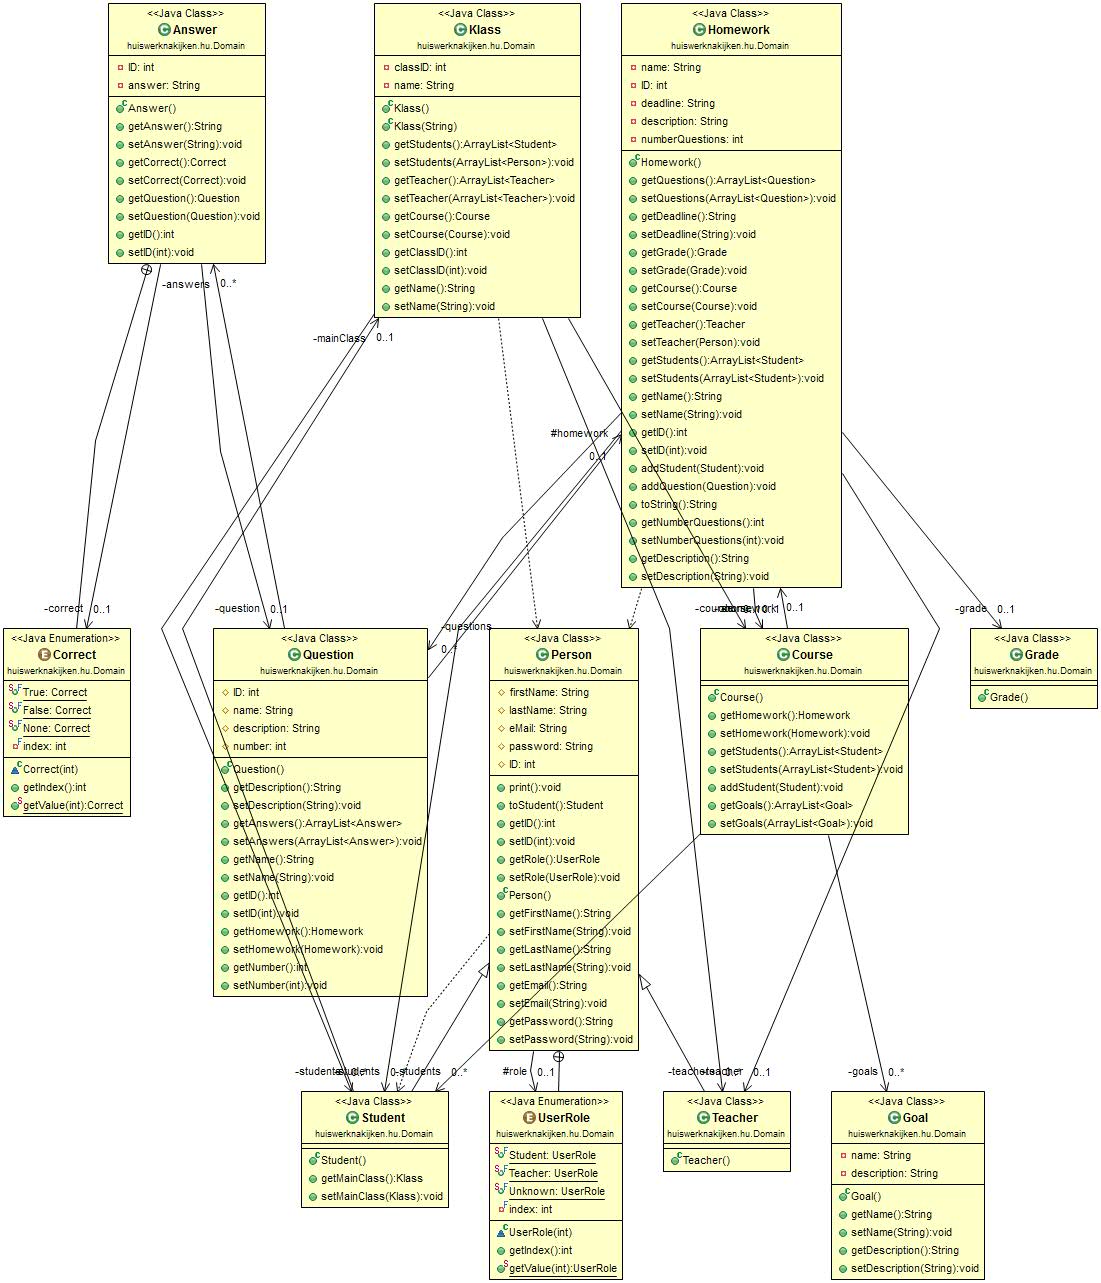 <<Java Class>>
Answer
huiswerknakijken.hu.Domain
ID: int
answer: String
Answer()
getAnswer():String
setAnswer(String):void
getCorrect():Correct
setCorrect(Correct):void
getQuestion():Question
setQuestion(Question):void
getID():int
setID(int):void
<<Java Class>>
Klass
huiswerknakijken.hu.Domain
classID: int
name: String
Klass()
Klass(String)
getStudents():ArrayList<Student>
setStudents(ArrayList<Person>):void
getTeacher():ArrayList<Teacher>
setTeacher(ArrayList<Teacher>):void
getCourse():Course
setCourse(Course):void
getClassID():int
setClassID(int):void
getName():String
setName(String):void
<<Java Class>>
Homework
huiswerknakijken.hu.Domain
name: String
ID: int
deadline: String
description: String
numberQuestions: int
Homework()
getQuestions():ArrayList<Question>
setQuestions(ArrayList<Question>):void
getDeadline():String
setDeadline(String):void
getGrade():Grade
setGrade(Grade):void
getCourse():Course
setCourse(Course):void
getTeacher():Teacher
setTeacher(Person):void
getStudents():ArrayList<Student>
setStudents(ArrayList<Student>):void
getName():String
setName(String):void
getID():int
setID(int):void
addStudent(Student):void
addQuestion(Question):void
toString():String
getNumberQuestions():int
setNumberQuestions(int):void
getDescription():String
setDescription(String):void
-answers 0..*
-mainClass 0..1
#homework
0..1
-correct 0..1
-question 0..1
-questions
0..*
0..1
-grade 0..1
<<Java Enumeration>>
Correct
huiswerknakijken.hu.Domain
True: Correct
False: Correct
None: Correct
index: int
Correct(int)
getIndex():int
getValue(int):Correct
<<Java Class>>
Question
huiswerknakijken.hu.Domain
ID: int
name: String
description: String
number: int
Question()
getDescription():String
setDescription(String):void
getAnswers():ArrayList<Answer>
setAnswers(ArrayList<Answer>):void
getName():String
setName(String):void
getID():int
setID(int):void
getHomework():Homework
setHomework(Homework):void
getNumber():int
setNumber(int):void
<<Java Class>>
Person
huiswerknakijken.hu.Domain
firstName: String
lastName: String
eMail: String
password: String
ID: int
print():void
toStudent():Student
getID():int
setID(int):void
getRole():UserRole
setRole(UserRole):void
Person()
getFirstName():String
setFirstName(String):void
getLastName():String
setLastName(String):void
getEmail():String
setEmail(String):void
getPassword():String
setPassword(String):void
<<Java Class>>
Course
huiswerknakijken.hu.Domain
Course()
getHomework():Homework
setHomework(Homework):void
getStudents():ArrayList<Student>
setStudents(ArrayList<Student>):void
addStudent(Student):void
getGoals():ArrayList<Goal>
setGoals(ArrayList<Goal>):void
<<Java Class>>
Grade
huiswerknakijken.hu.Domain
Grade()
-students
-students 0..*
#role 0..1
0..1
-goals 0..*
<<Java Class>>
Student
huiswerknakijken.hu.Domain
Student()
getMainClass():Klass
setMainClass(Klass):void
<<Java Enumeration>>
UserRole
huiswerknakijken.hu.Domain
Student: UserRole
Teacher: UserRole
Unknown: UserRole
index: int
UserRole(int)
getIndex():int
getValue(int):UserRole
<<Java Class>>
Teacher
huiswerknakijken.hu.Domain
Teacher()
<<Java Class>>
Goal
huiswerknakijken.hu.Domain
name: String
description: String
Goal()
getName():String
setName(String):void
getDescription():String
setDescription(String):void